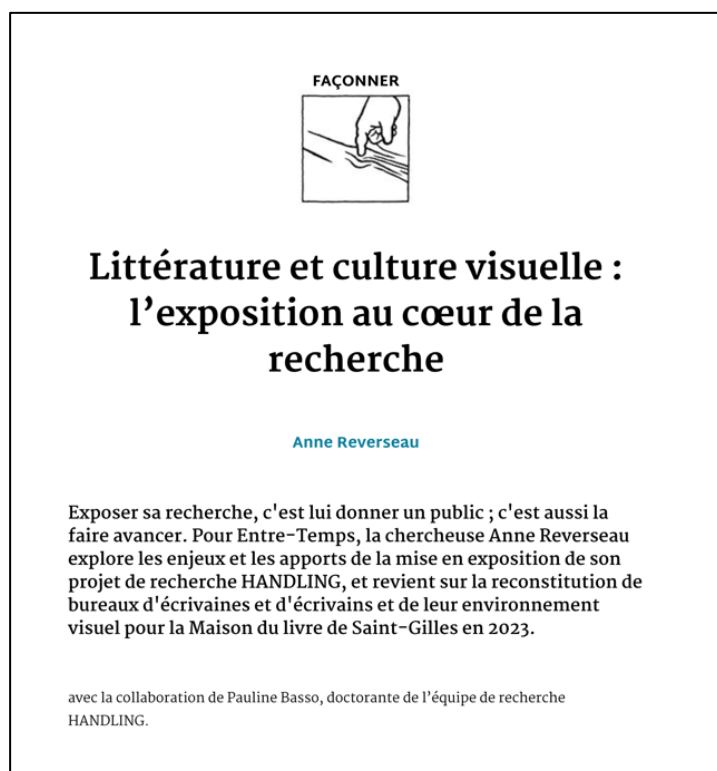 FAÇONNER
Littérature et culture visuelle :
l’exposition au cœur de la
recherche
Anne Reverseau
Exposer sa recherche, c'est lui donner un public ; c'est aussi la
faire avancer. Pour Entre-Temps, la chercheuse Anne Reverseau
explore les enjeux et les apports de la mise en exposition de son
projet de recherche HANDLING, et revient sur la reconstitution de
bureaux d'écrivaines et d'écrivains et de leur environnement
visuel pour la Maison du livre de Saint-Gilles en 2023.
avec la collaboration de Pauline Basso, doctorante de l’équipe de recherche
HANDLING.